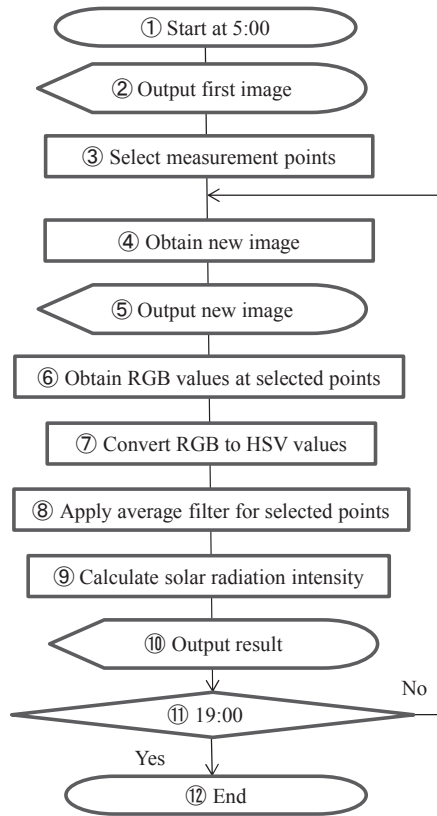 ① Start at 5:00
② Output first image
③ Select measurement points
④ Obtain new image
⑤ Output new image
⑥ Obtain RGB values at selected points
⑦ Convert RGB to HSV values
⑧ Apply average filter for selected points
⑨ Calculate solar radiation intensity
⑩ Output result
No
⑪ 19:00
Yes
⑫ End